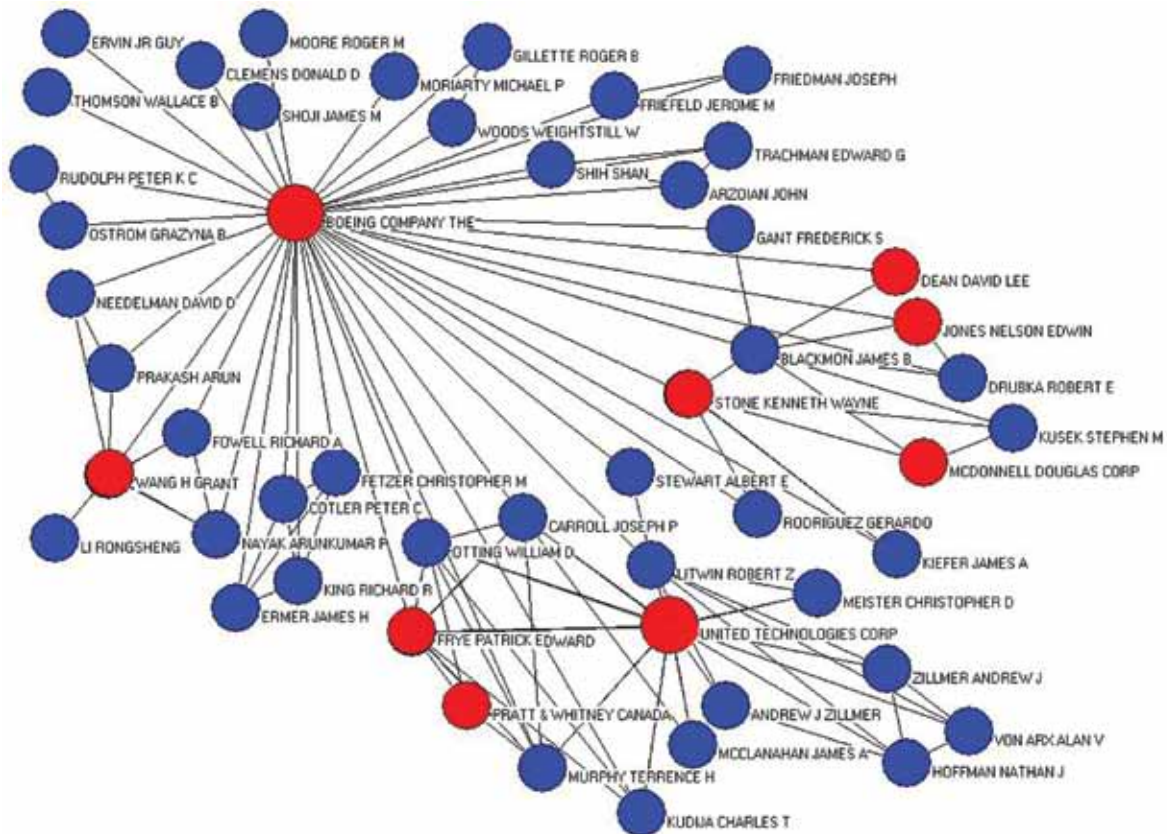 ERVIN JR GUY
MOORE ROGER M
GILLETTE ROGER B
CLEMENS DONALD D
MORIARTY MICHAEL P
FRIEDMAN JOSEPH
THOMSON WALLACE B
SHOJI JAMES M
FRIEFELD JEROME M
WOODS WEIGHTSTILL W
TRACHMAN EDWARD G
RUDOLPH PETER K C
SHIH SHAN
ARZOIAN JOHN
BOEING COMPANY THE
OSTROM GRAZYNA B
GANT FREDERICK S
DEAN DAVID LEE
NEEDELMAN DAVID D
JONES NELSON EDWIN
BLACKMON JAMES B
PRAKASH ARUN
DRUBKA ROBERT E
STONE KENNETH WAYNE
KUSEK STEPHEN M
FOWELL RICHARD A
MCDONNELL DOUGLAS CORP
WANG H GRANT
FETZER CHRISTOPHER M
STEWART ALBERT E
COTLER PETER C
CARROLL JOSEPH P
RODRIGUEZ GERARDO
LI RONGSHENG
NAYAK ARUNKUMAR P
OTTING WILLIAM D
KIEFER JAMES A
LITWIN ROBERT Z
KING RICHARD R
MEISTER CHRISTOPHER D
ERMER JAMES H
FRYE PATRICK EDWARD
UNITED TECHNOLOGIES CORP
ZILLMER ANDREW J
PRATT & WHITNEY CANADA
ANDREW J ZILLMER
VON ARX ALAN V
MCCLANAHAN JAMES A
HOFFMAN NATHAN J
MURPHY TERRENCE H
KUDIJA CHARLES T